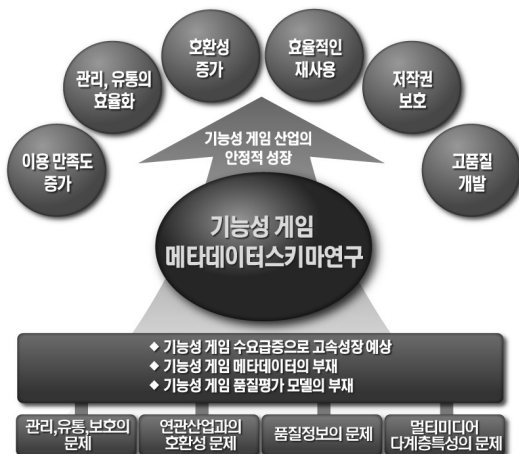 호환성
증가
효율적인
재사용
관리, 유통의
효율화
저작권
보호
이용 만족도
증가
고품질
개발
기능성 게임 산업의
안정적 성장
기능성 게임
메타데이터스키마연구
◆ 기능성 게임 수요급증으로 고속성장 예상
◆ 기능성 게임 메타데이터의 부재
◆ 기능성 게임 품질평가 모델의 부재
관리,유통,보호의
문제
연관산업과의
호환성 문제
품질정보의 문제
멀티미디어
다계층특성의 문제